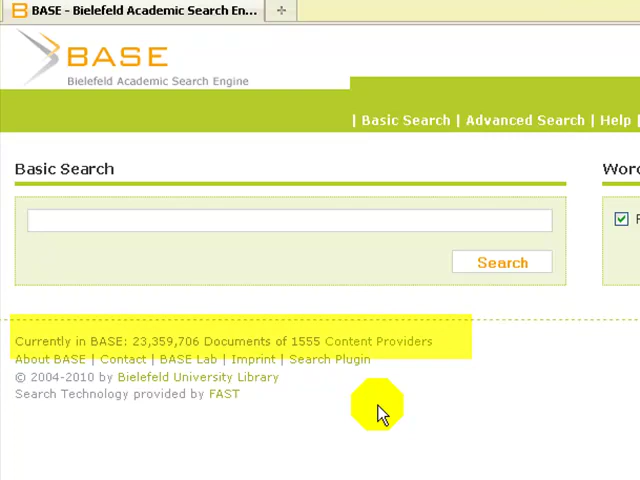 BASE - Bielefeld Academic Search En...
BASE
Bielefeld Academic Search Engine
| Basic Search | Advanced Search | Help |
Basic Search
Search
Currently in BASE: 23,359,706 Documents of 1555 Content Providers
About BASE | Contact | BASE Lab | Imprint | Search Plugin
© 2004-2010 by Bielefeld University Library
Search Technology provided by FAST